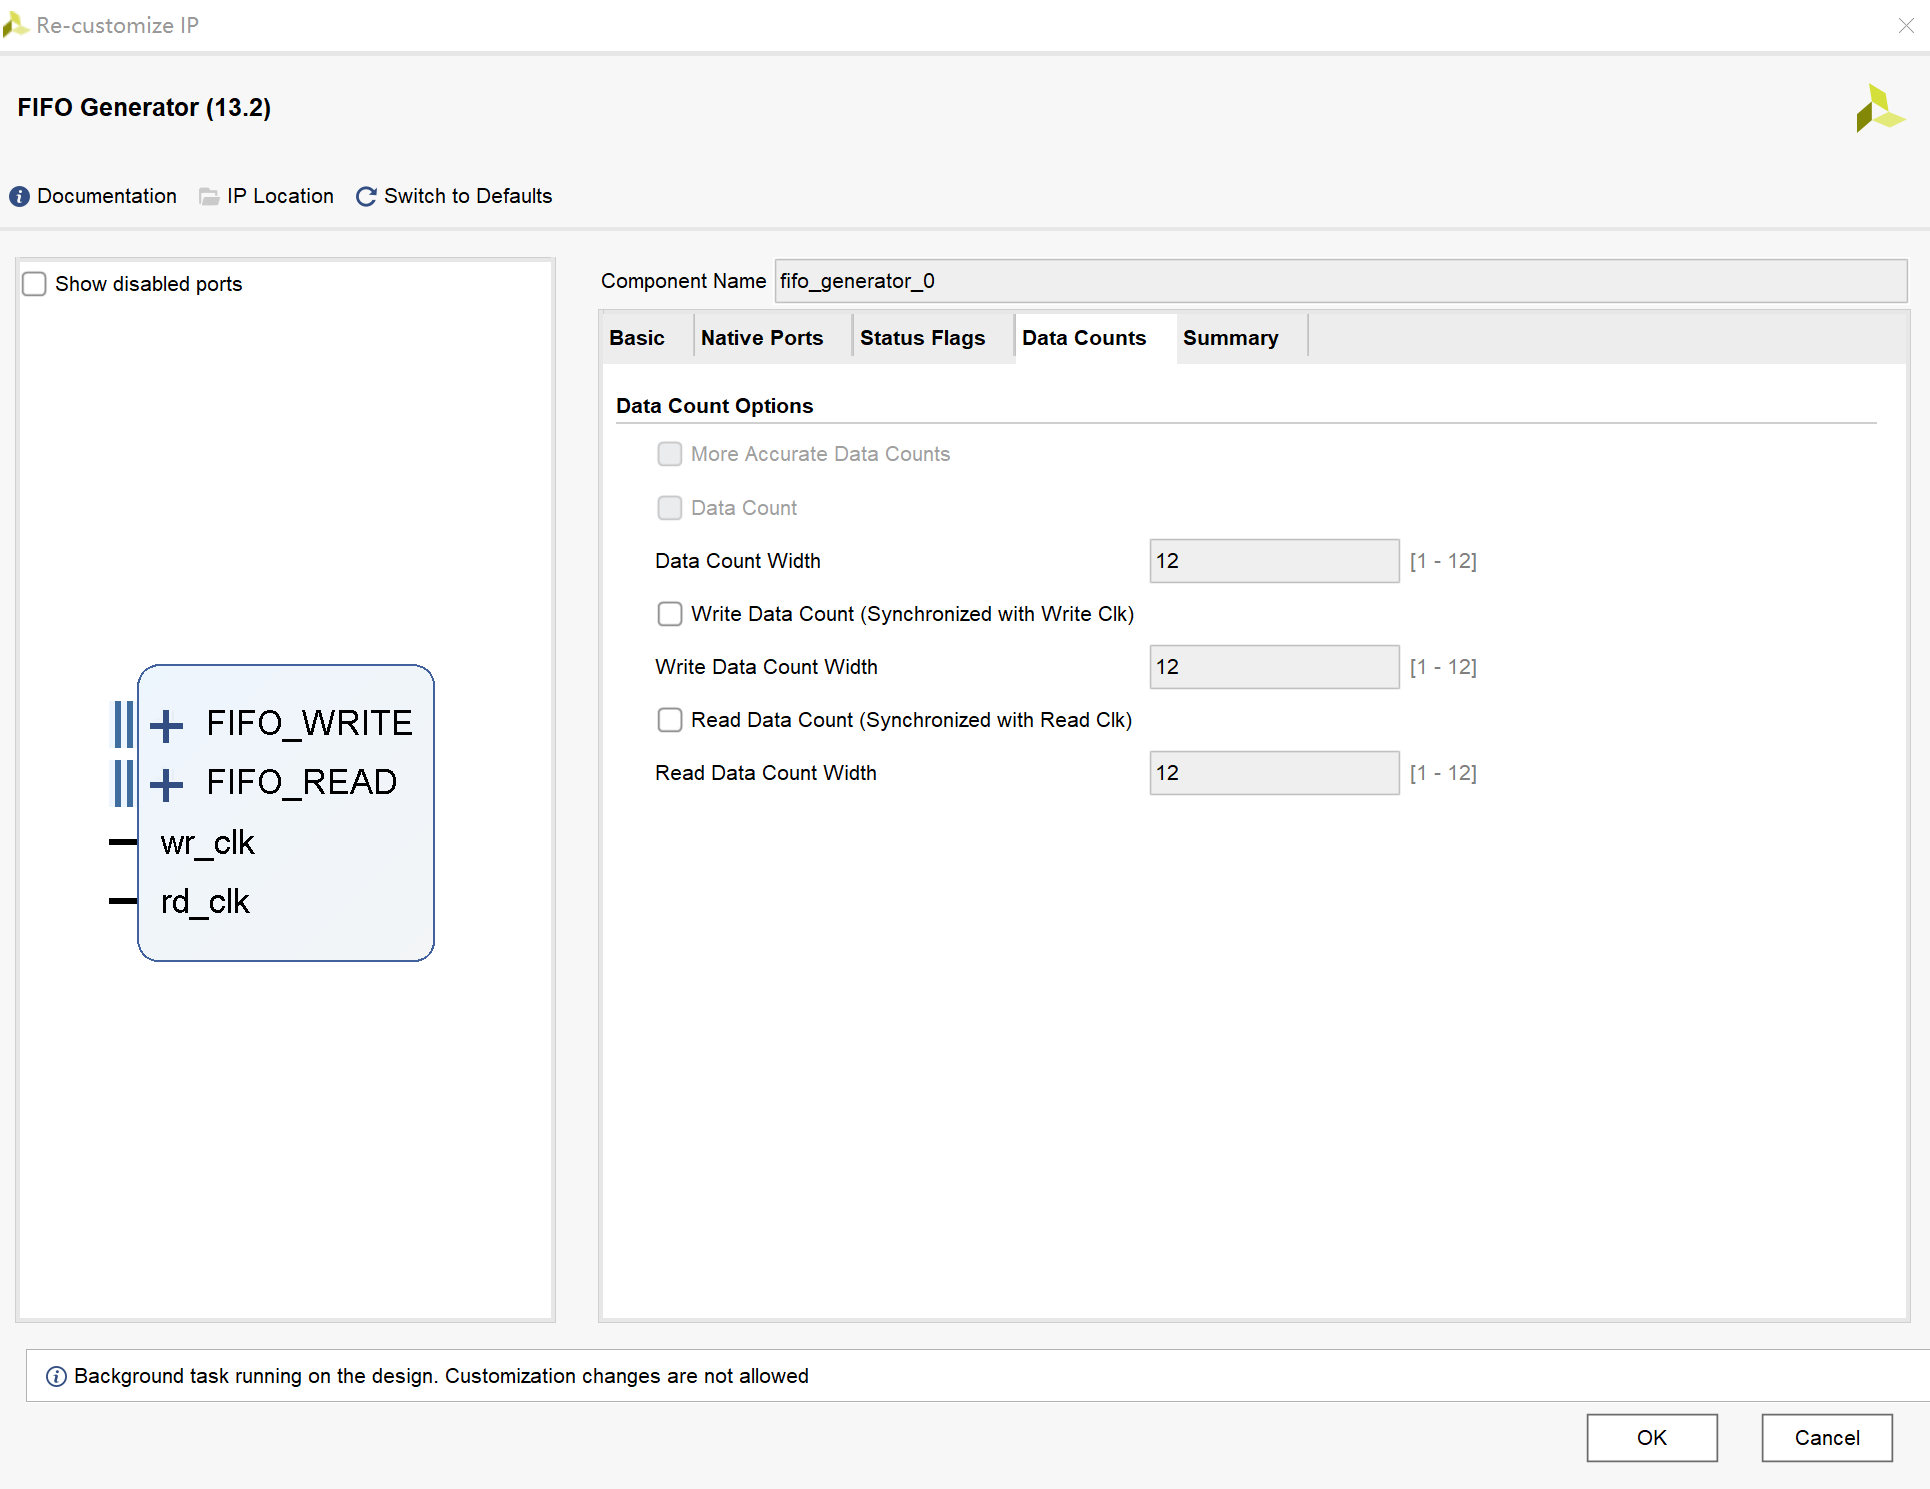 Re-customize IP
FIFO Generator (13.2)
Documentation IP Location Switch to Defaults
Show disabled ports
FIFO_WRITE
FIFO_READ
wr_clk
rd_clk
Component Name fifo_generator_0
Basic Native Ports Status Flags Data Counts Summary
Data Count Options
More Accurate Data Counts
Data Count
Data Count Width 12 [1 - 12]
Write Data Count (Synchronized with Write Clk)
Write Data Count Width 12 [1 - 12]
Read Data Count (Synchronized with Read Clk)
Read Data Count Width 12 [1 - 12]
Background task running on the design. Customization changes are not allowed
OK Cancel